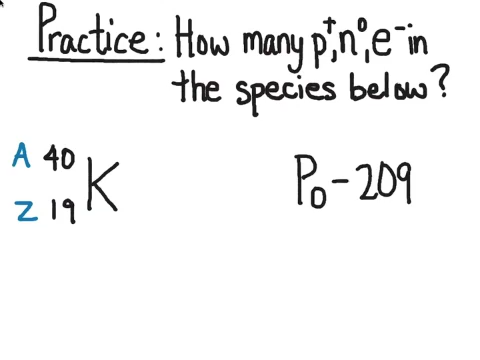 Practice: How many p⁺, n⁰, e⁻ in
the species below?
A 40
Z 19 K
Po-209